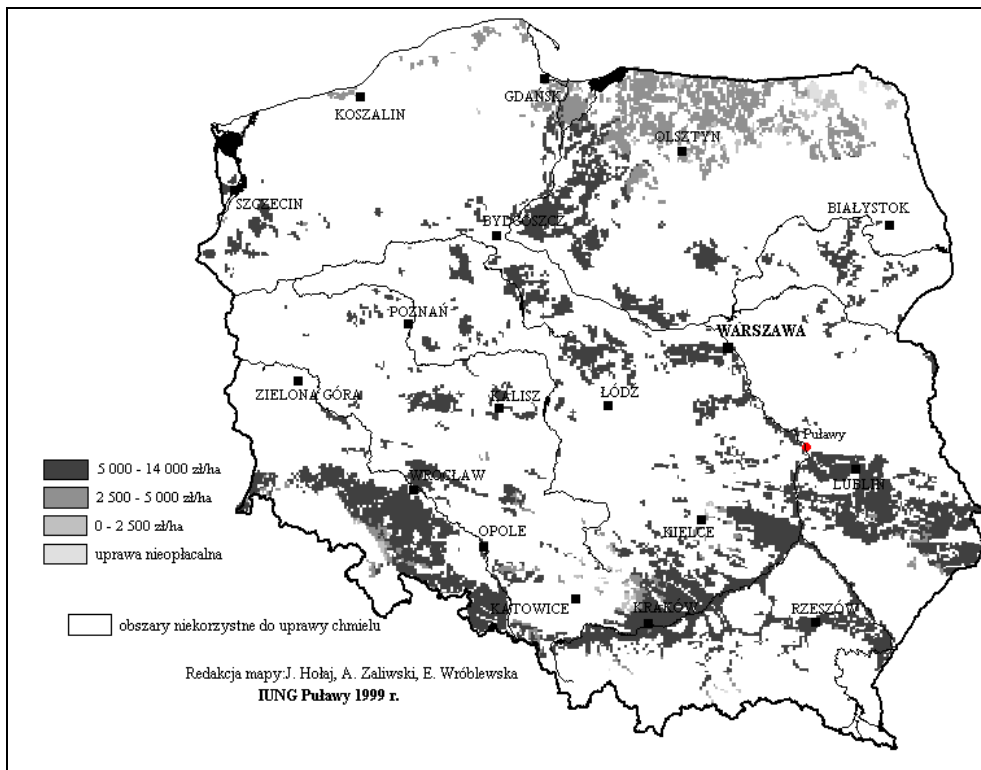 GDAŃSK
KOSZALIN
OLSZTYN
SZCZECIN
BIAŁYSTOK
BYDGOSZCZ
POZNAŃ
WARSZAWA
ZIELONA GÓRA
KALISZ
ŁÓDŹ
Puławy
5 000 - 14 000 zł/ha
WROCŁAW
LUBLIN
2 500 - 5 000 zł/ha
0 - 2 500 zł/ha
OPOLE
KIELCE
uprawa nieopłacalna
KATOWICE
KRAKÓW
RZESZÓW
obszary niekorzystne do uprawy chmielu
Redakcja mapy:J. Hołaj, A. Zaliwski, E. Wróblewska
IUNG Puławy 1999 r.